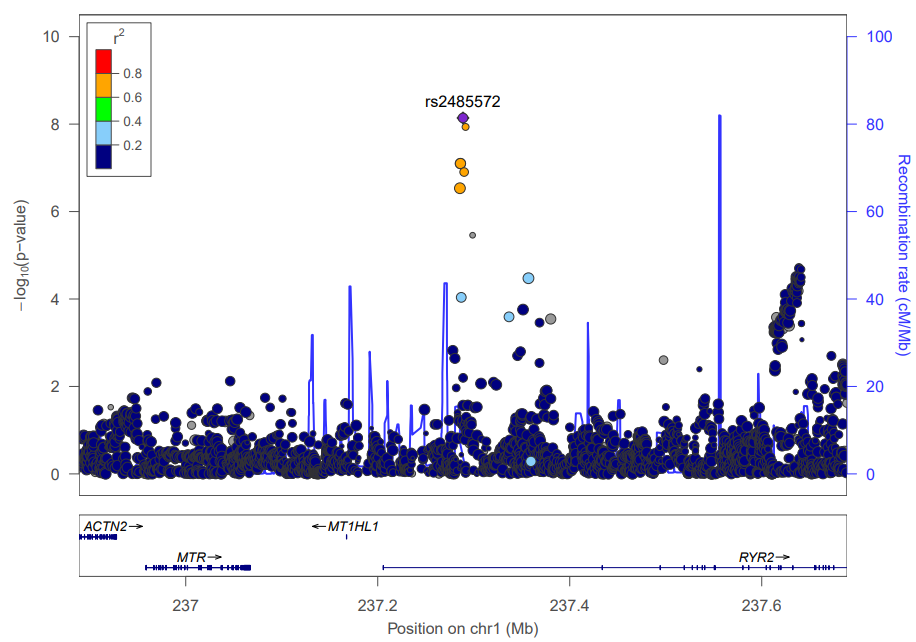 rs2485572
r2
0.8
0.6
0.4
0.2
10
8
6
4
2
0
−log10(p−value)
100
80
60
40
20
0
Recombination rate (cM/Mb)
ACTN2→
←MT1HL1
MTR→
RYR2→
237
237.2
237.4
237.6
Position on chr1 (Mb)